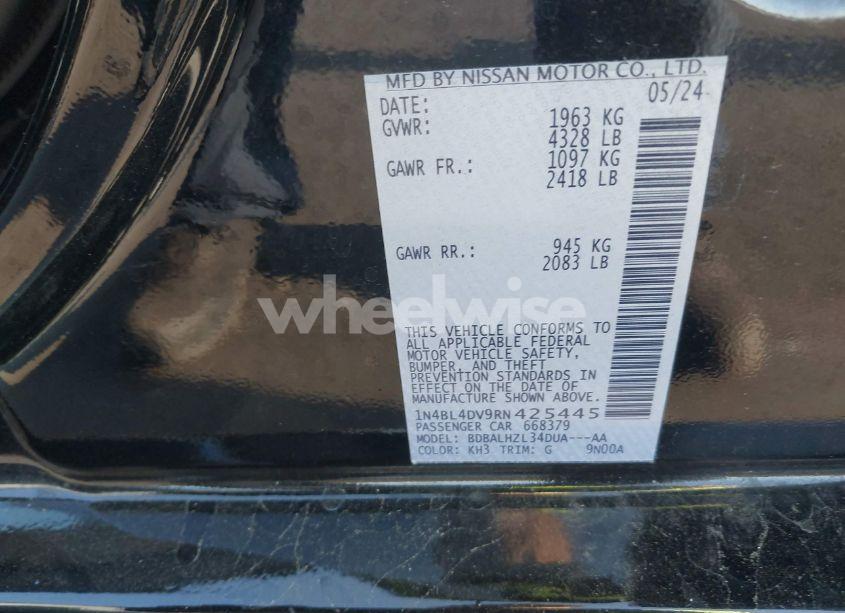 MFD BY NISSAN MOTOR CO., LTD.
DATE: 05/24
GVWR: 1963 KG
4328 LB
GAWR FR.: 1097 KG
2418 LB
GAWR RR.: 945 KG
2083 LB
wheelwise
THIS VEHICLE CONFORMS TO
ALL APPLICABLE FEDERAL
MOTOR VEHICLE SAFETY,
BUMPER, AND THEFT
PREVENTION STANDARDS IN
EFFECT ON THE DATE OF
MANUFACTURE SHOWN ABOVE.
1N4BL4DV9RN425445
PASSENGER CAR 668379
MODEL: BDBALHZL34DUA---AA
COLOR: KH3 TRIM: G 9N00A